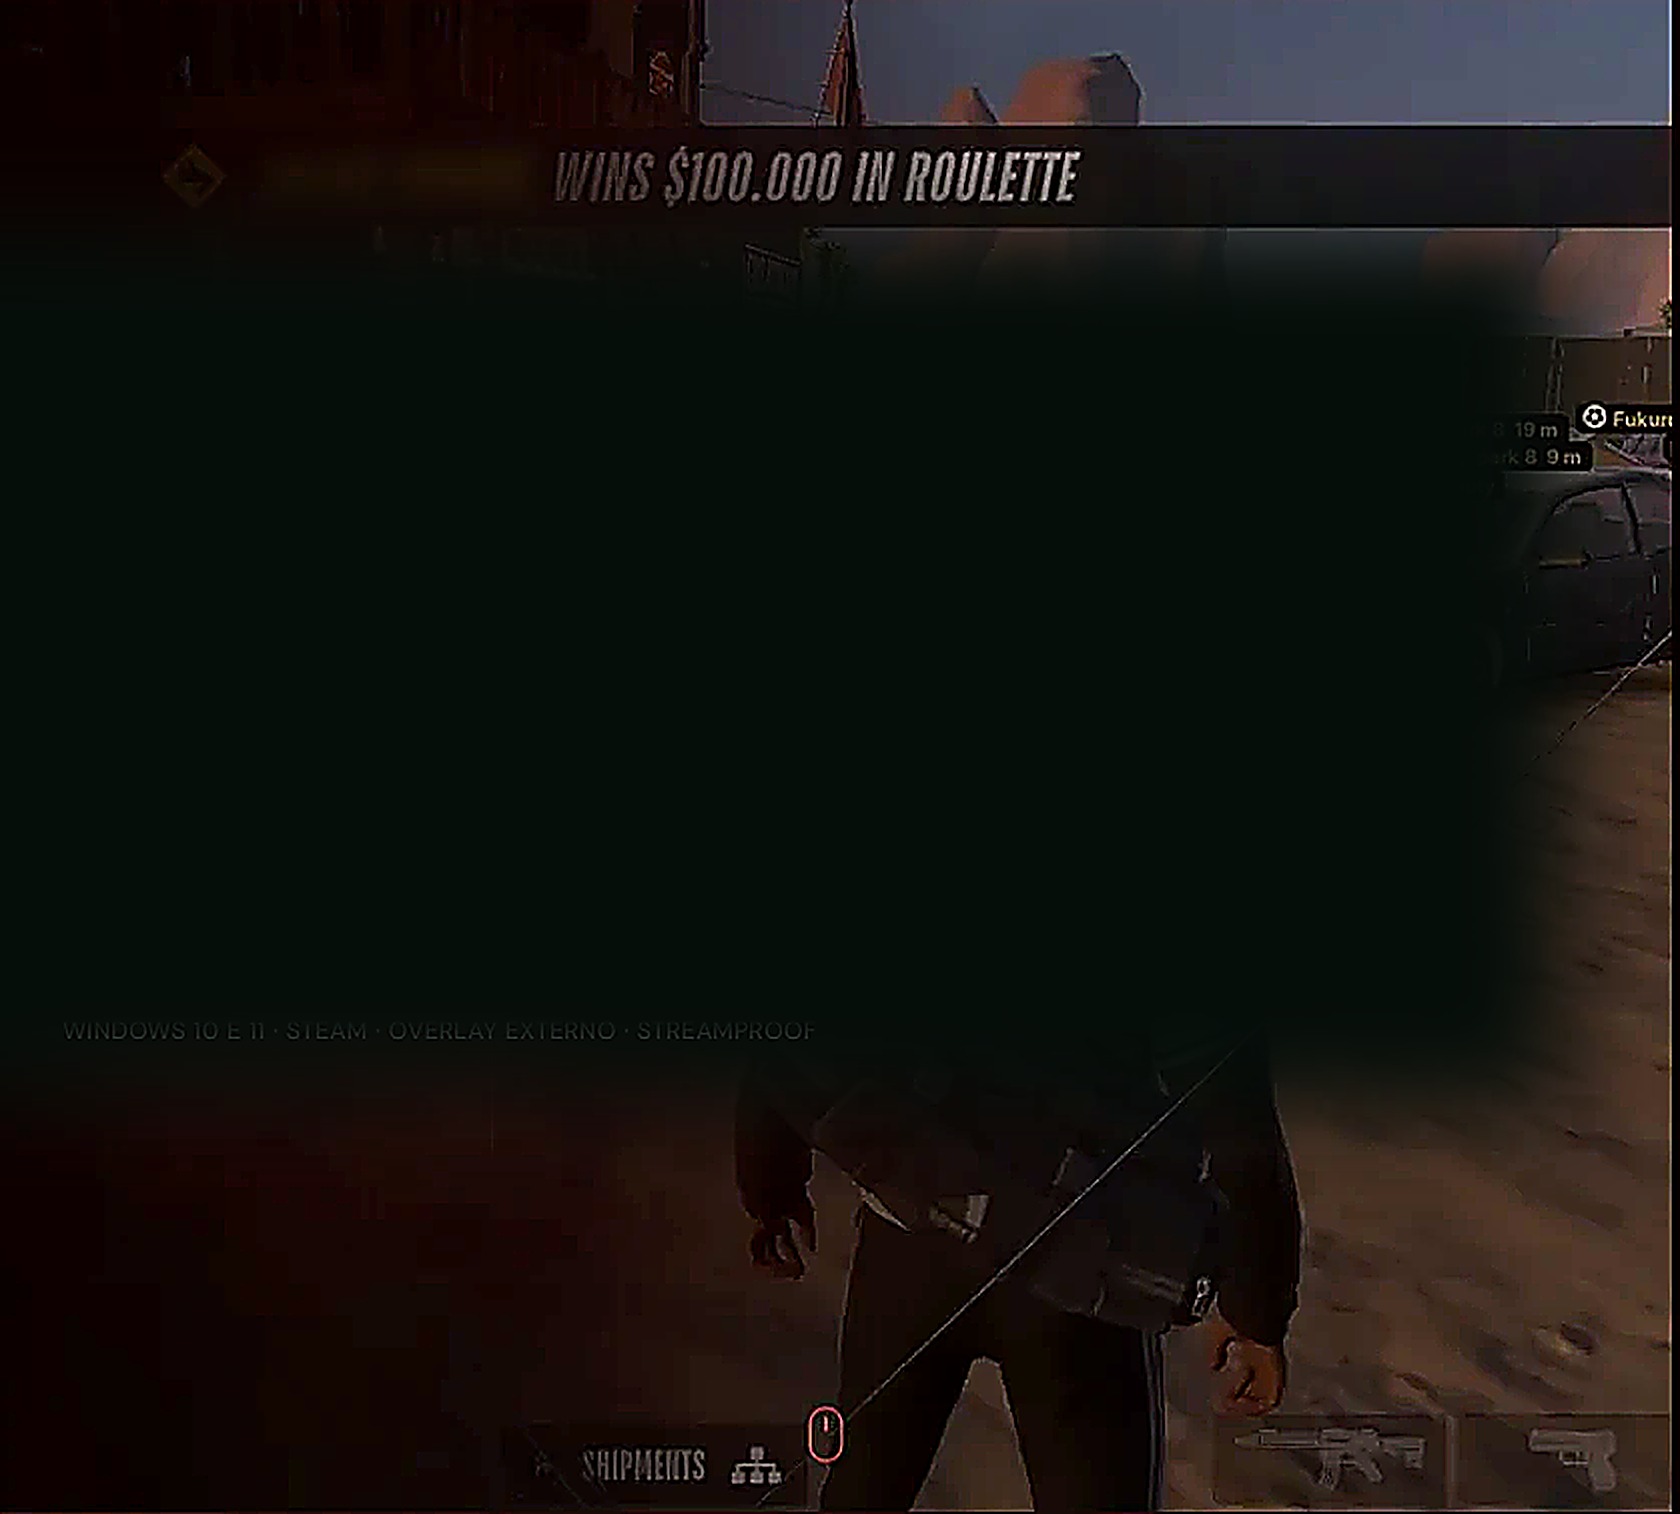 WINS $100.000 IN ROULETTE
19 m
8 9 m
WINDOWS 10 E 11 · STEAM · OVERLAY EXTERNO · STREAMPROOF
SHIPMENTS